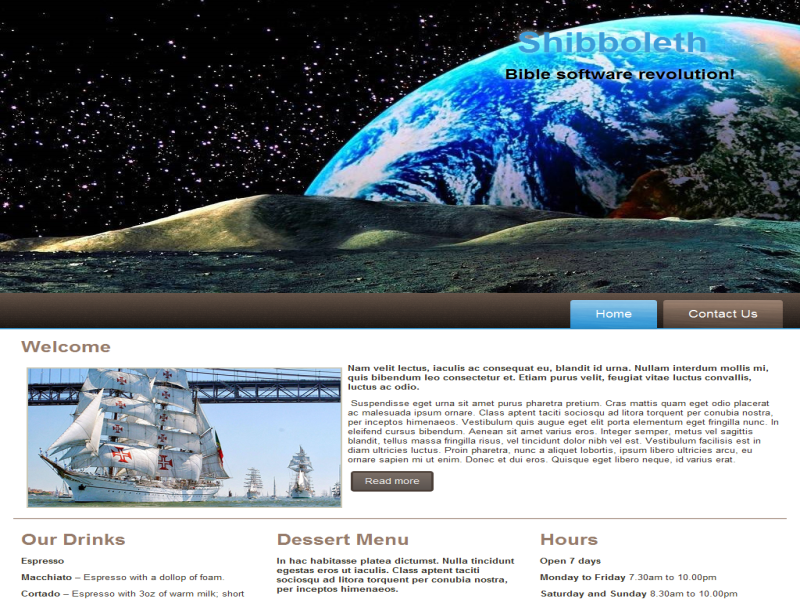 Shibboleth
Bible software revolution!
Home
Contact Us
Welcome
Nam velit lectus, iaculis ac consequat eu, blandit id urna. Nullam interdum mollis mi,
quis bibendum leo consectetur et. Etiam purus velit, feugiat vitae luctus convallis,
luctus ac odio.
Suspendisse eget urna sit amet purus pharetra pretium. Cras mattis quam eget odio placerat
ac malesuada ipsum ornare. Class aptent taciti sociosqu ad litora torquent per conubia nostra,
per inceptos himenaeos. Vestibulum quis augue eget elit porta elementum eget fringilla nunc. In
eleifend cursus bibendum. Aenean sit amet varius eros. Integer semper, metus vel sagittis
blandit, tellus massa fringilla risus, vel tincidunt dolor nibh vel est. Vestibulum facilisis est in
diam ultricies luctus. Proin pharetra, nunc a aliquet lobortis, ipsum libero ultricies arcu, eu
ornare sapien mi ut enim. Donec et dui eros. Quisque eget libero neque, id varius erat.
Read more
Our Drinks
Espresso
Macchiato – Espresso with a dollop of foam.
Cortado – Espresso with 3oz of warm milk; short
Dessert Menu
In hac habitasse platea dictumst. Nulla tincidunt
egestas eros ut iaculis. Class aptent taciti
sociosqu ad litora torquent per conubia nostra,
per inceptos himenaeos.
Hours
Open 7 days
Monday to Friday 7.30am to 10.00pm
Saturday and Sunday 8.30am to 10.00pm